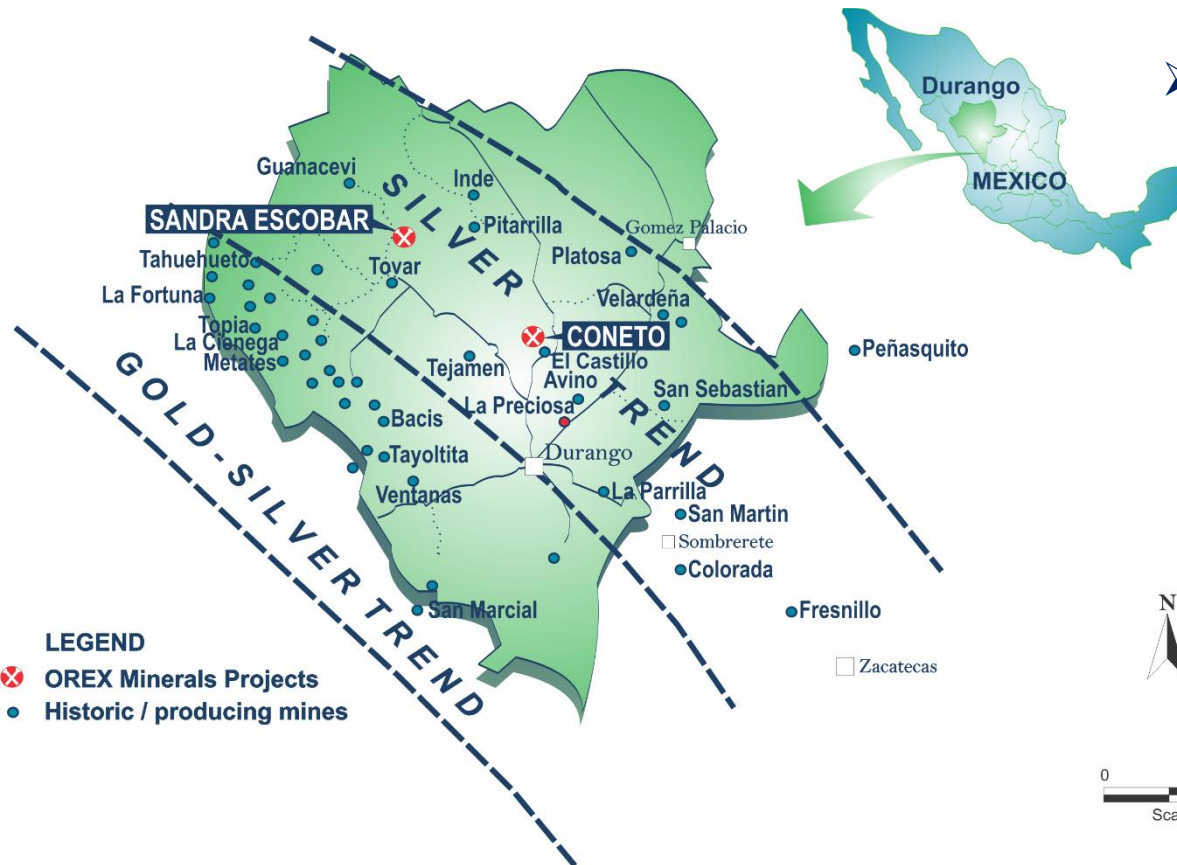 Durango
MEXICO
Guanacevi
Inde
SILVER TREND
SANDRA ESCOBAR
Pitarrilla
Gomez Palacio
Tahuehueto
Tovar
Platosa
La Fortuna
Velardeña
Topia
La Cienega
Metates
CONETO
Peñasquito
Tejamen
El Castillo
Avino
San Sebastian
La Preciosa
Bacis
Durango
Tayoltita
Ventanas
La Parrilla
San Martin
Sombrerete
Colorada
GOLD-SILVER TREND
San Marcial
Fresnillo
Zacatecas
N
LEGEND
OREX Minerals Projects
Historic / producing mines
0